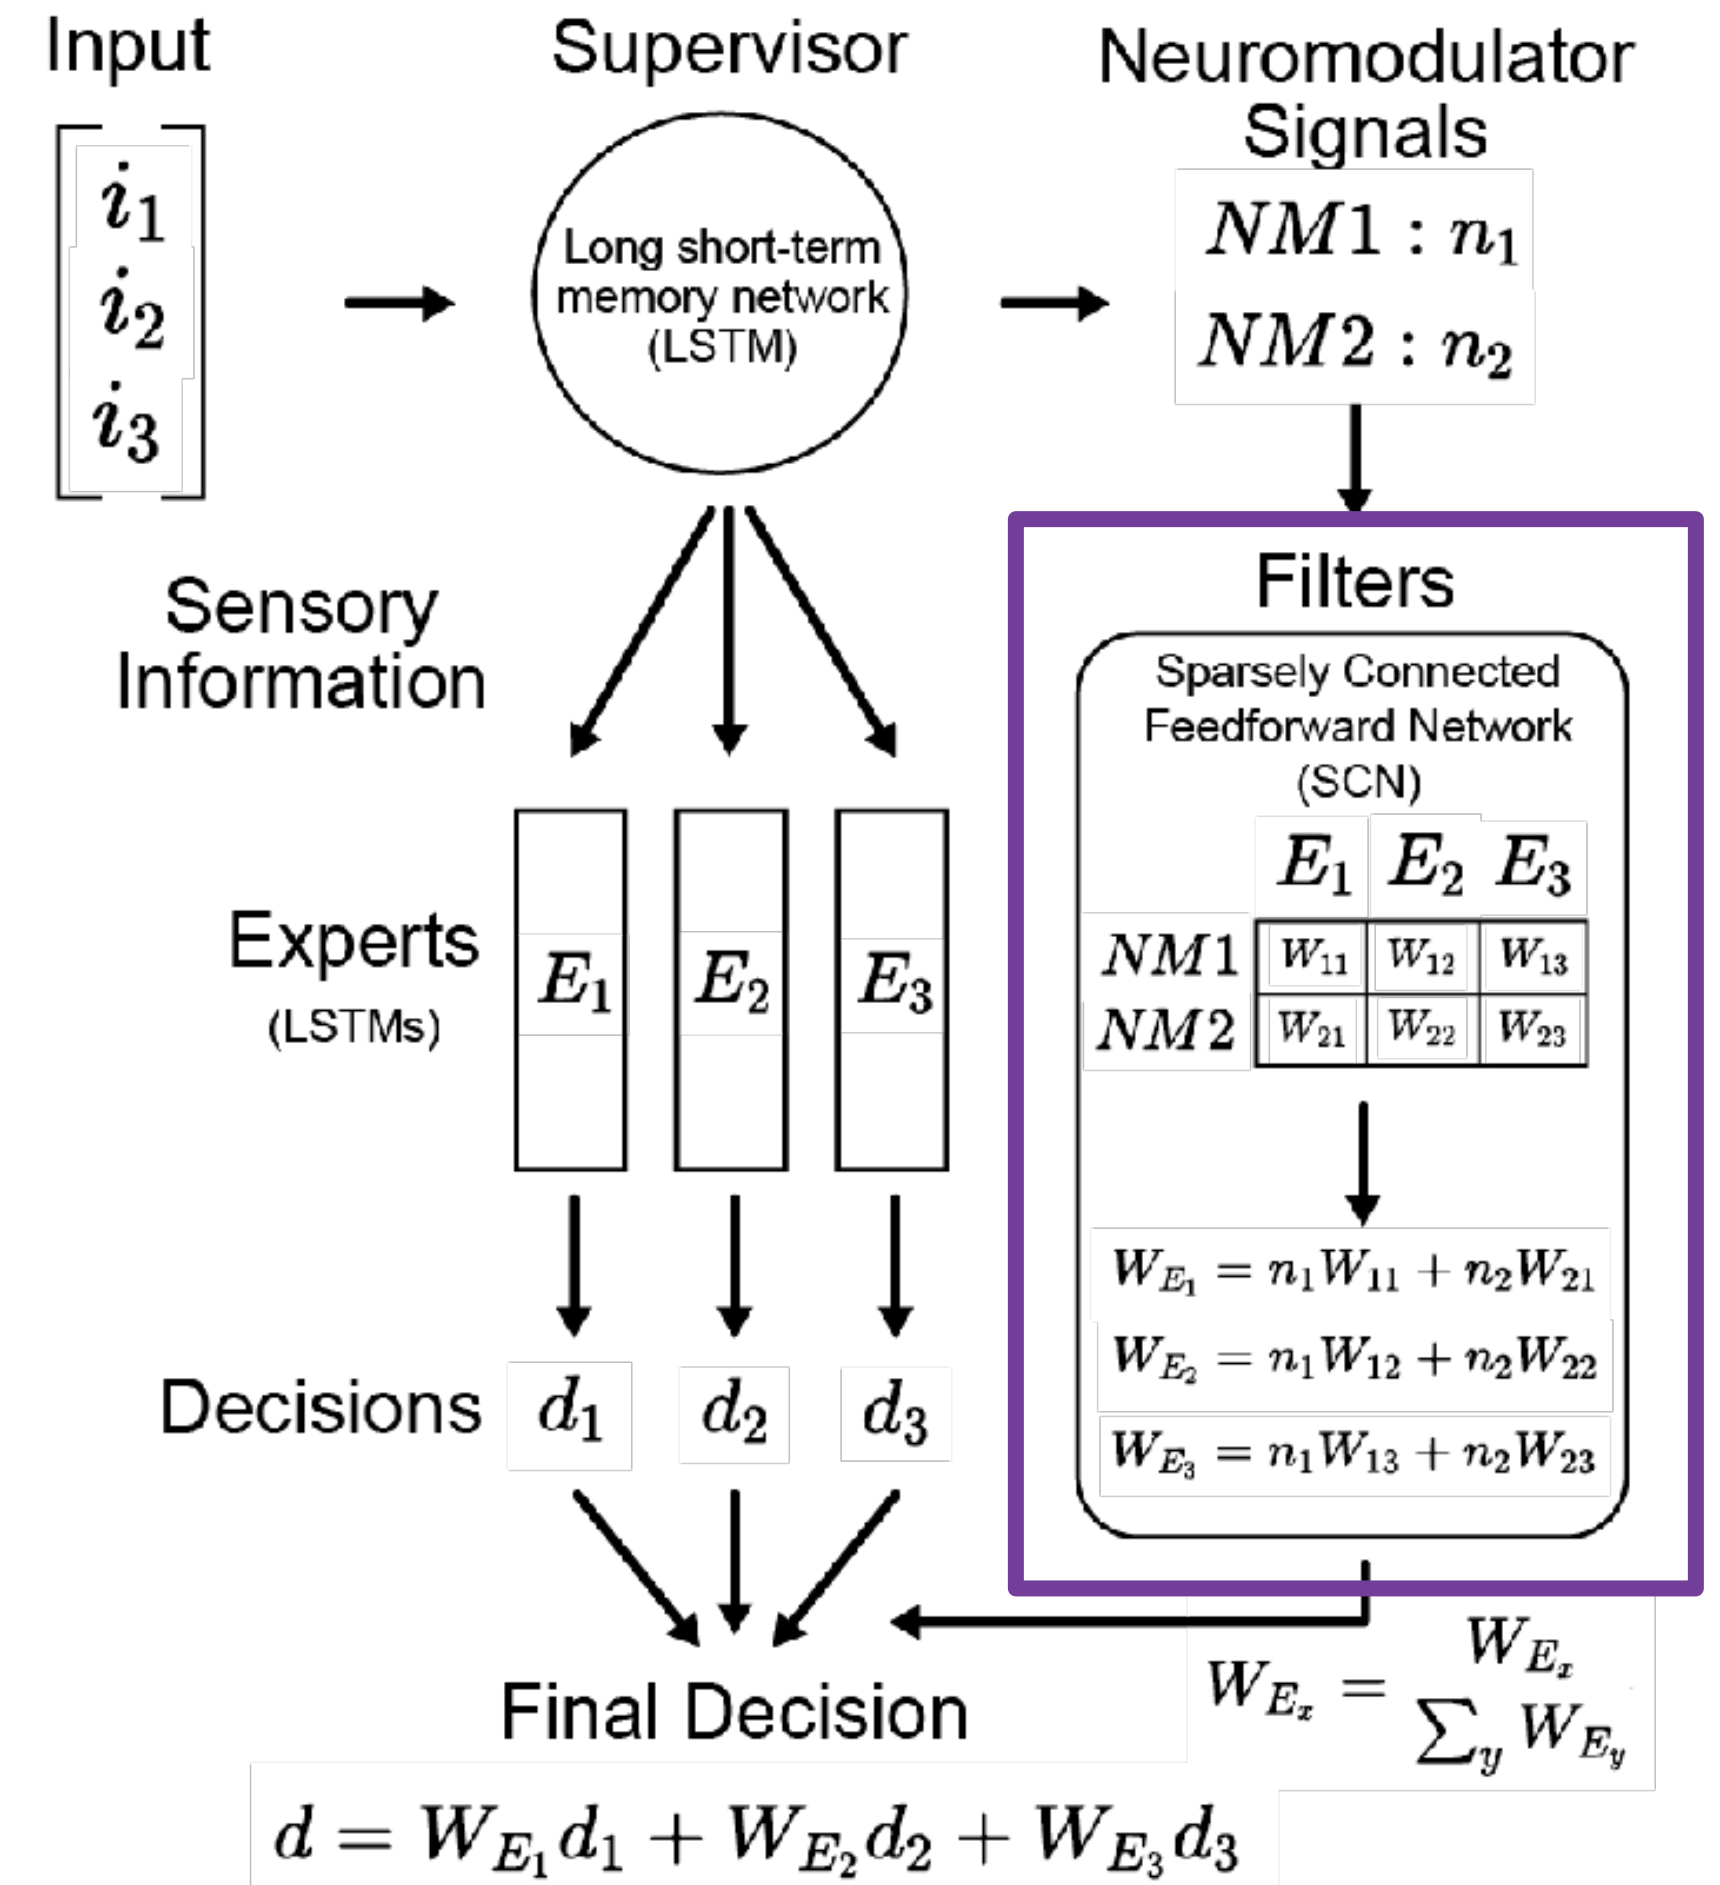 Input
i1
i2
i3
Supervisor
Long short-term
memory network
(LSTM)
Neuromodulator
Signals
NM1 : n1
NM2 : n2
Sensory
Information
Experts
(LSTMs)
E1 E2 E3
Decisions
d1 d2 d3
Filters
Sparsely Connected
Feedforward Network
(SCN)
E1 E2 E3
NM1 W11 W12 W13
NM2 W21 W22 W23
WE1 = n1W11 + n2W21
WE2 = n1W12 + n2W22
WE3 = n1W13 + n2W23
WEx = WEx / ∑y WEy
Final Decision
d = WE1d1 + WE2d2 + WE3d3